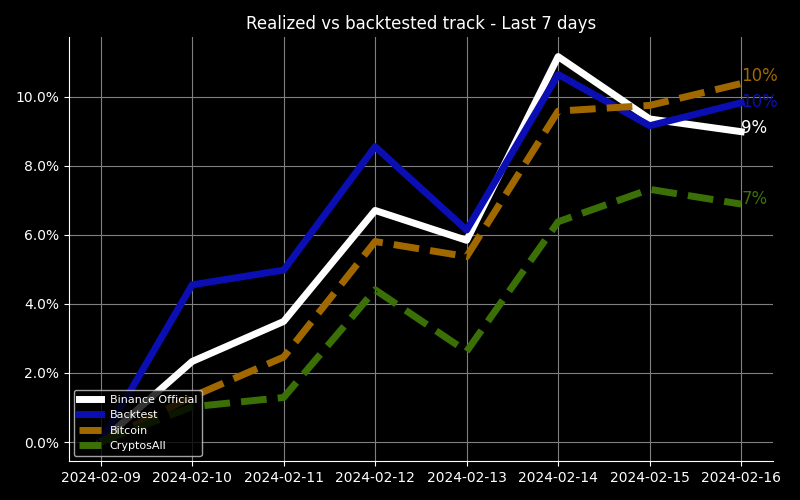 Realized vs backtested track - Last 7 days
10.0%
8.0%
6.0%
4.0%
2.0%
0.0%
10%
10%
9%
7%
Binance Official
Backtest
Bitcoin
CryptosAll
2024-02-09 2024-02-10 2024-02-11 2024-02-12 2024-02-13 2024-02-14 2024-02-15 2024-02-16